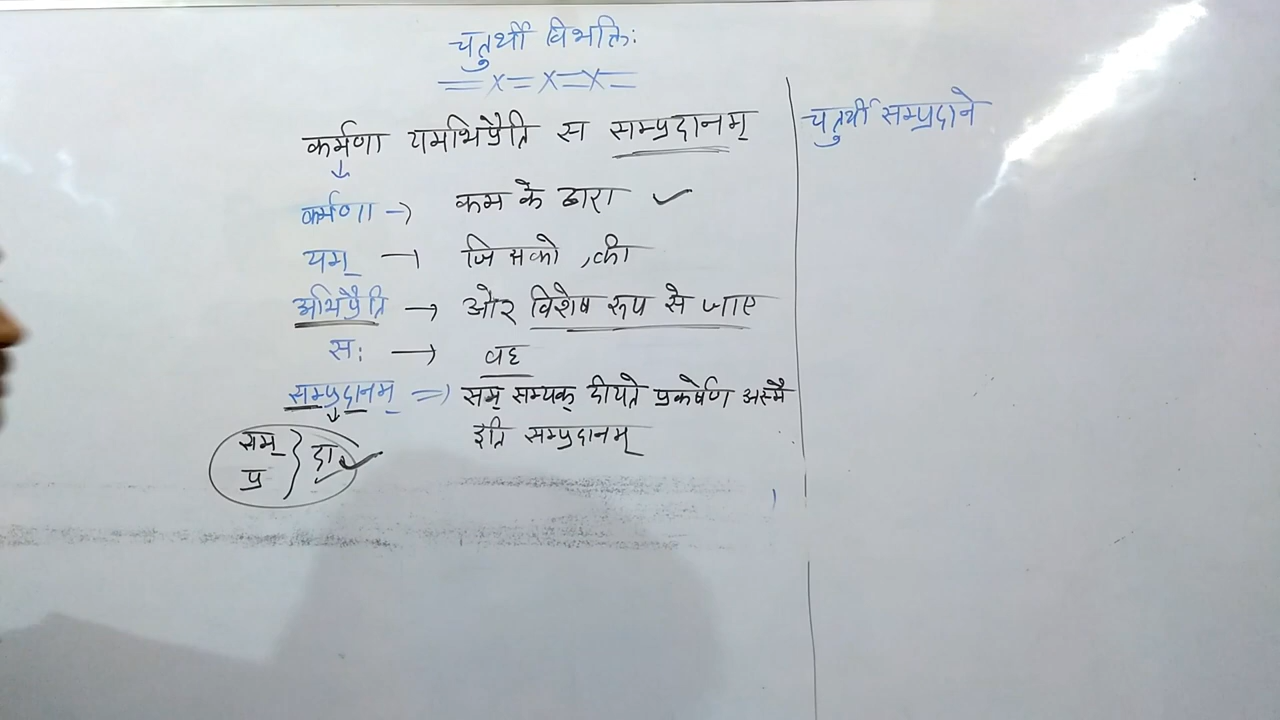 चतुर्थी विभक्तिः
=x=x=x=
कर्मणा यमभिप्रैति स सम्प्रदानम्
कर्मणा → कम के द्वारा ✓
यम् → जिसको, की
अभिप्रैति → और विशेष रूप से जाए
सः → वह
सम्प्रदानम् => सम् सम्यक् दीयते प्रकर्षेण अस्मै
इति सम्प्रदानम्
सम्
प्र } दा ✓
चतुर्थी सम्प्रदाने